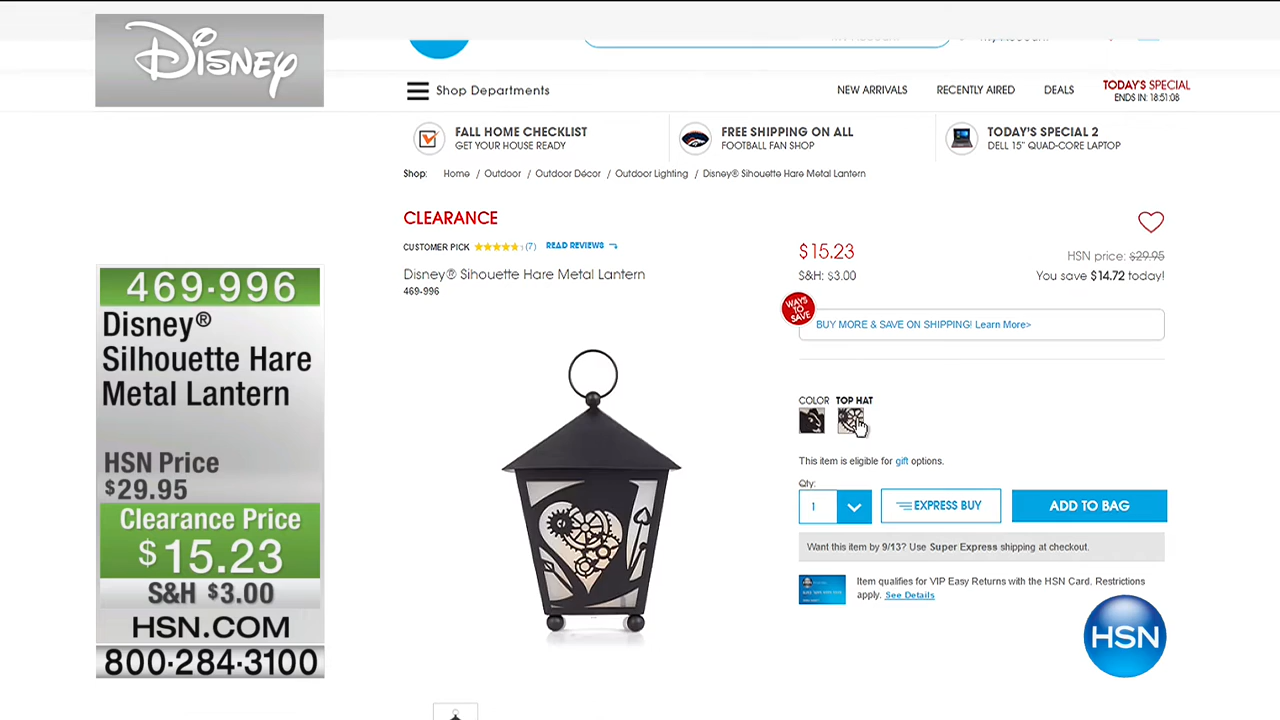 Disney
Shop Departments
NEW ARRIVALS
RECENTLY AIRED
DEALS
TODAY'S SPECIAL
ENDS IN: 18:51:08
FALL HOME CHECKLIST
GET YOUR HOUSE READY
FREE SHIPPING ON ALL
FOOTBALL FAN SHOP
TODAY'S SPECIAL 2
DELL 15" QUAD-CORE LAPTOP
Shop: Home / Outdoor / Outdoor Décor / Outdoor Lighting / Disney® Silhouette Hare Metal Lantern
CLEARANCE
CUSTOMER PICK (7) READ REVIEWS
Disney® Sihouette Hare Metal Lantern
469-996
$15.23
S&H: $3.00
HSN price: $29.95
You save $14.72 today!
WAYS
TO
SAVE
BUY MORE & SAVE ON SHIPPING! Learn More>
COLOR TOP HAT
This item is eligible for gift options.
Qty:
1
EXPRESS BUY
ADD TO BAG
Want this item by 9/13? Use Super Express shipping at checkout.
Item qualifies for VIP Easy Returns with the HSN Card. Restrictions
apply. See Details
469·996
Disney®
Silhouette Hare
Metal Lantern
HSN Price
$29.95
Clearance Price
$15.23
S&H $3.00
HSN.COM
800·284·3100
HSN